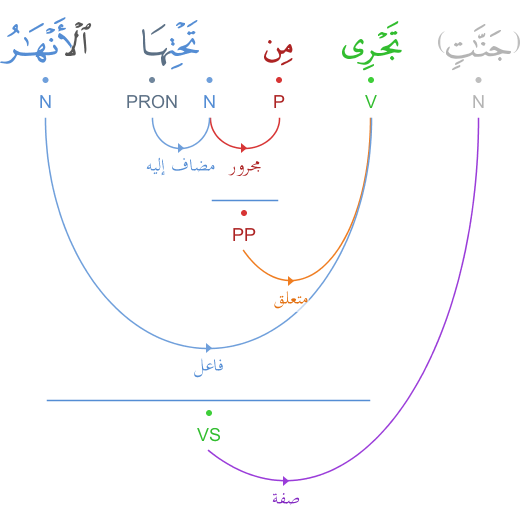 (جَنَّـٰتٍ) تَجْرِى مِن تَحْتِهَا ٱلْأَنْهَـٰرُ
N V P N PRON N
مجرور مضاف إليه
PP
متعلق
فاعل
VS
صفة